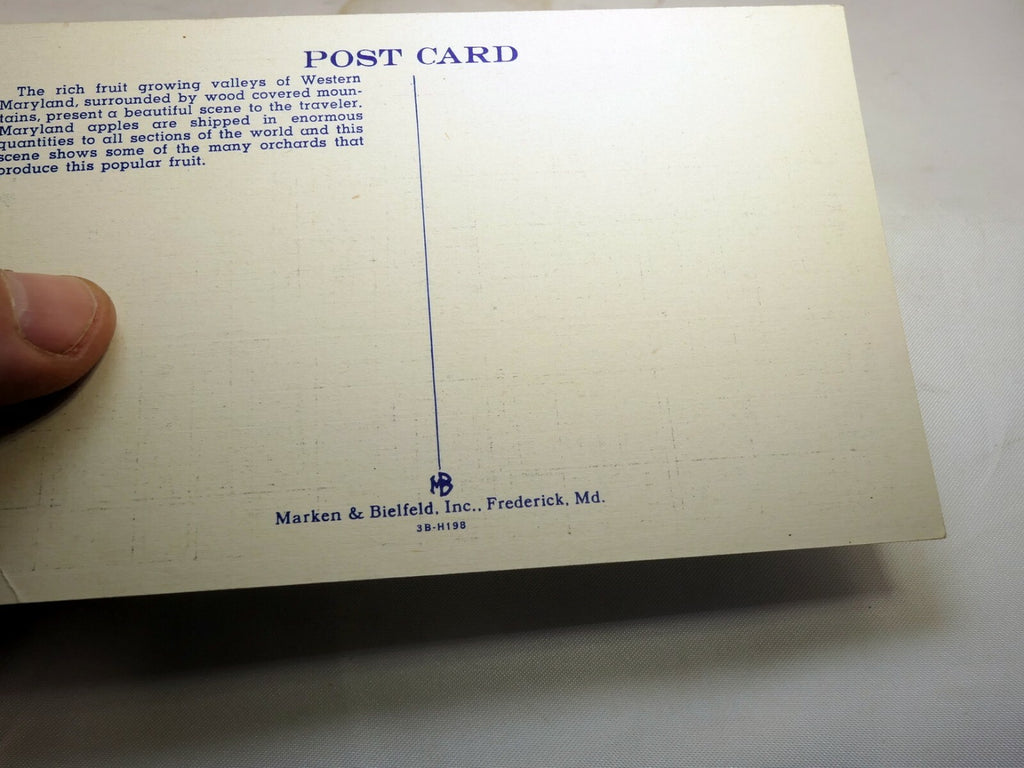 POST CARD
The rich fruit growing valleys of Western
Maryland, surrounded by wood covered moun-
tains, present a beautiful scene to the traveler.
Maryland apples are shipped in enormous
quantities to all sections of the world and this
scene shows some of the many orchards that
produce this popular fruit.
MB
Marken & Bielfeld, Inc., Frederick, Md.
3B-H198